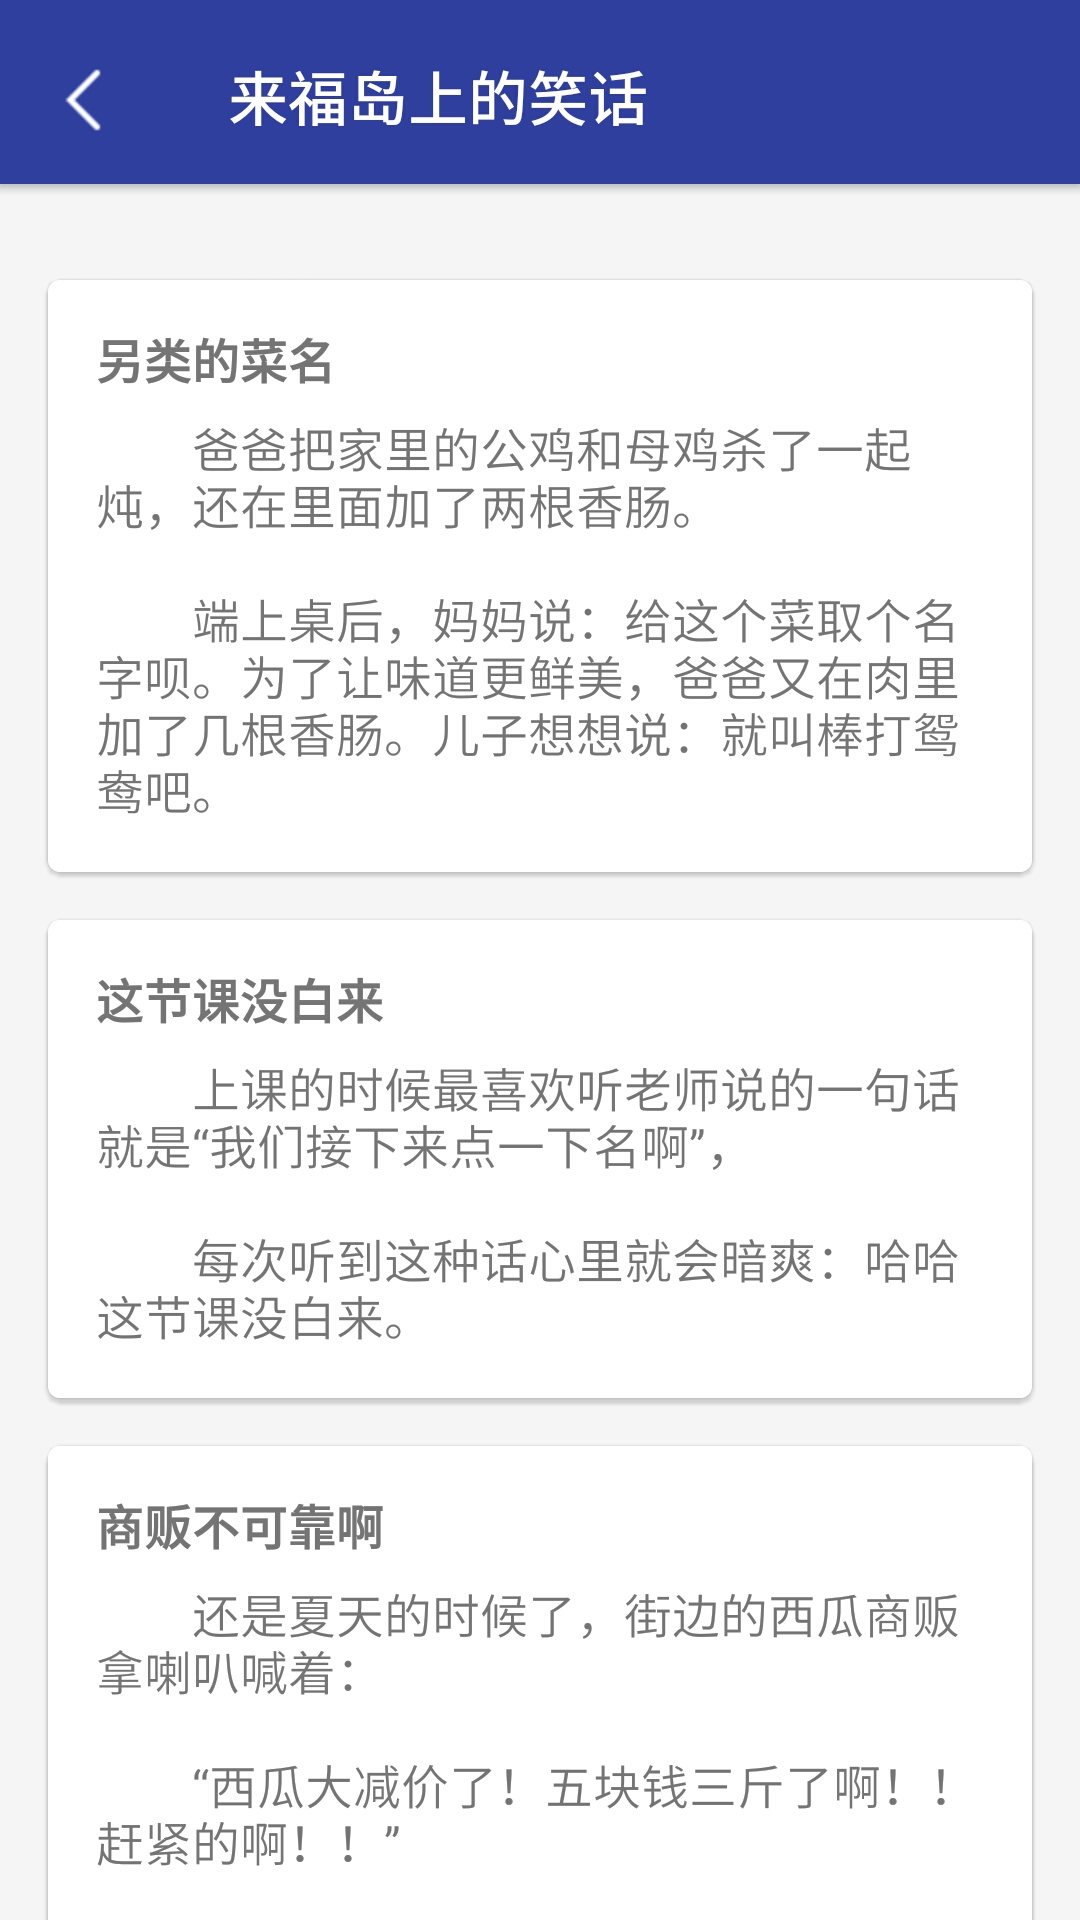 来福岛上的笑话
另类的菜名
爸爸把家里的公鸡和母鸡杀了一起
炖，还在里面加了两根香肠。
端上桌后，妈妈说：给这个菜取个名
字呗。为了让味道更鲜美，爸爸又在肉里
加了几根香肠。儿子想想说：就叫棒打鸳
鸯吧。
这节课没白来
上课的时候最喜欢听老师说的一句话
就是“我们接下来点一下名啊”，
每次听到这种话心里就会暗爽：哈哈
这节课没白来。
商贩不可靠啊
还是夏天的时候了，街边的西瓜商贩
拿喇叭喊着：
“西瓜大减价了！五块钱三斤了啊！！
赶紧的啊！！”